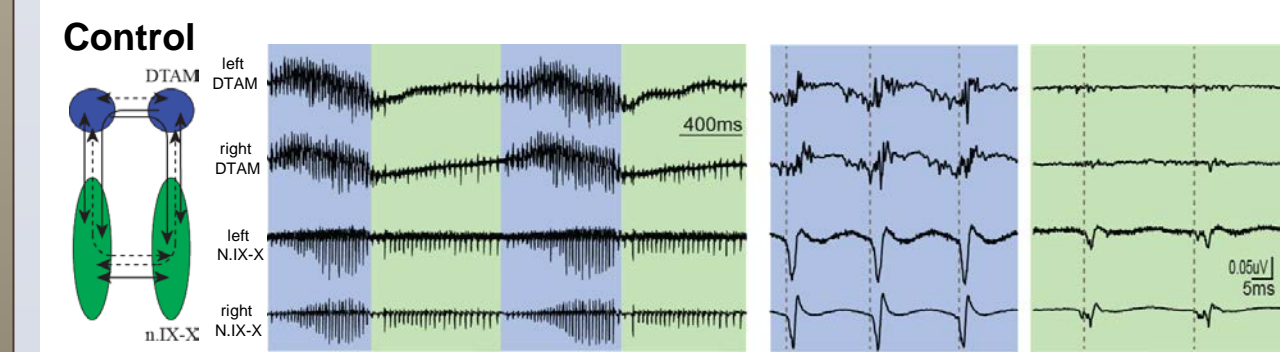 Control
DTAM
n.IX-X
left
DTAM
right
DTAM
left
N.IX-X
right
N.IX-X
400ms
0.05uV
5ms